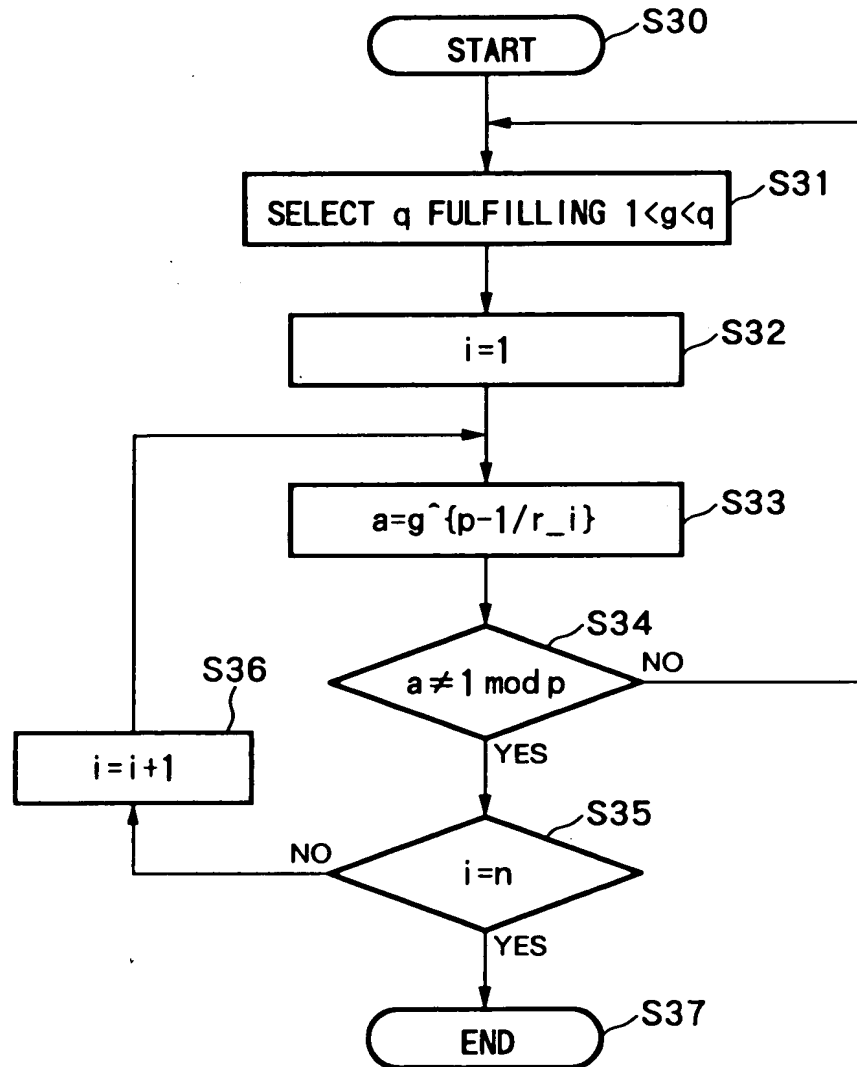 START
S30
SELECT q FULFILLING 1<g<q
S31
i=1
S32
a=g^{p-1/r_i}
S33
a≠1 mod p
S34
NO
YES
S36
i=i+1
S35
NO
i=n
YES
END
S37